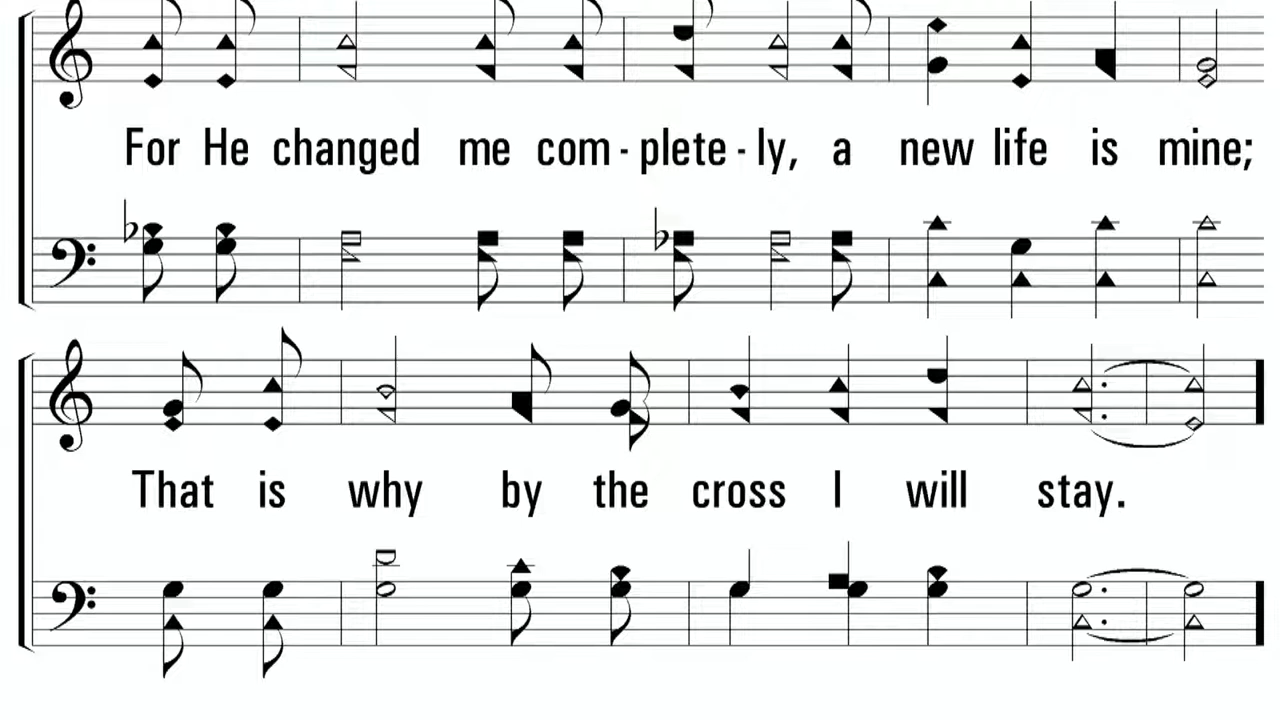 For He changed me com - plete - ly, a new life is mine;
That is why by the cross I will stay.